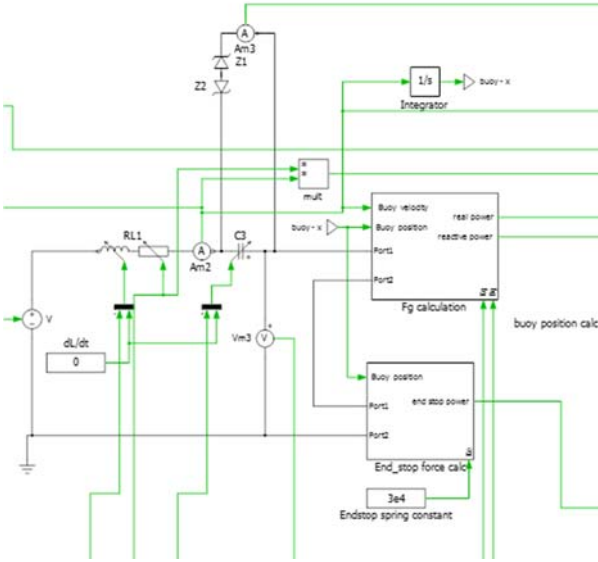 A
Am3
Z1
Z2
1/s
buoy - x
Integrator
mult
Buoy velocity
real power
buoy - x
Buoy position
reactive power
RL1
C3
A
Port1
Am2
Port2
Fg calculation
V
Vm3
V
buoy position calc
dL/dt
0
Buoy position
end stop power
Port1
Port2
End_stop force calc
3e4
Endstop spring constant